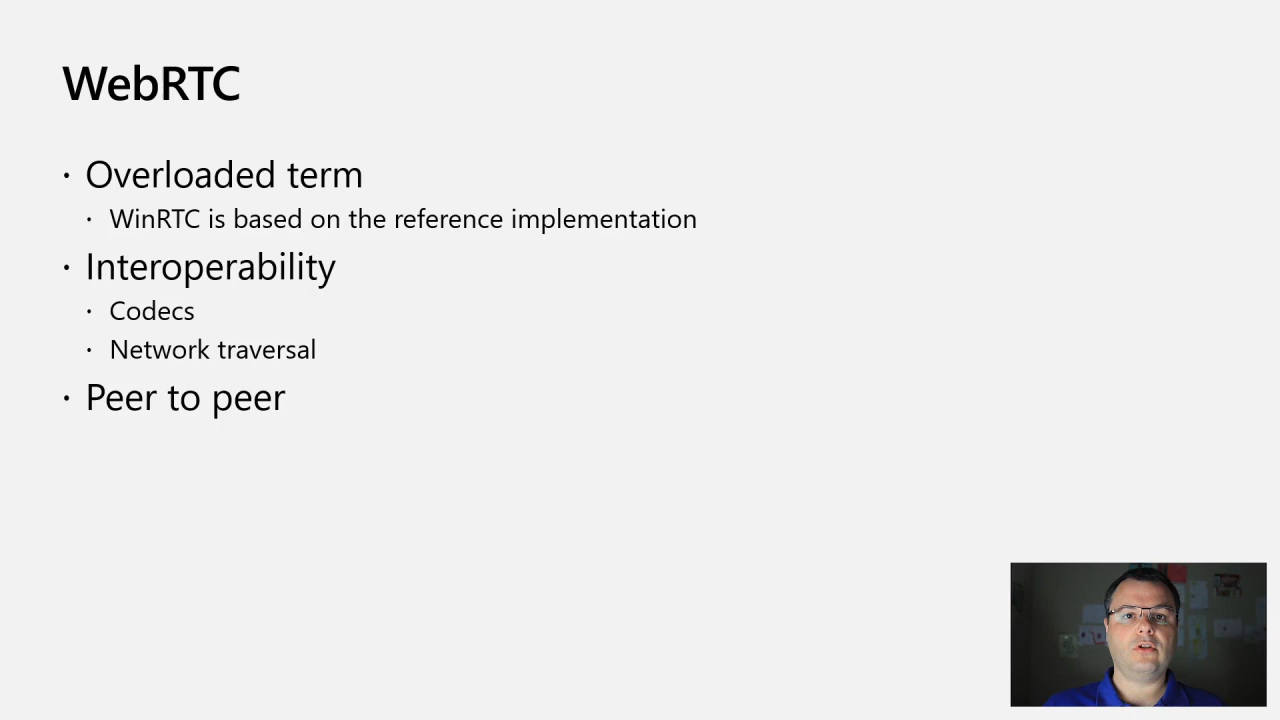 WebRTC
· Overloaded term
· WinRTC is based on the reference implementation
· Interoperability
· Codecs
· Network traversal
· Peer to peer